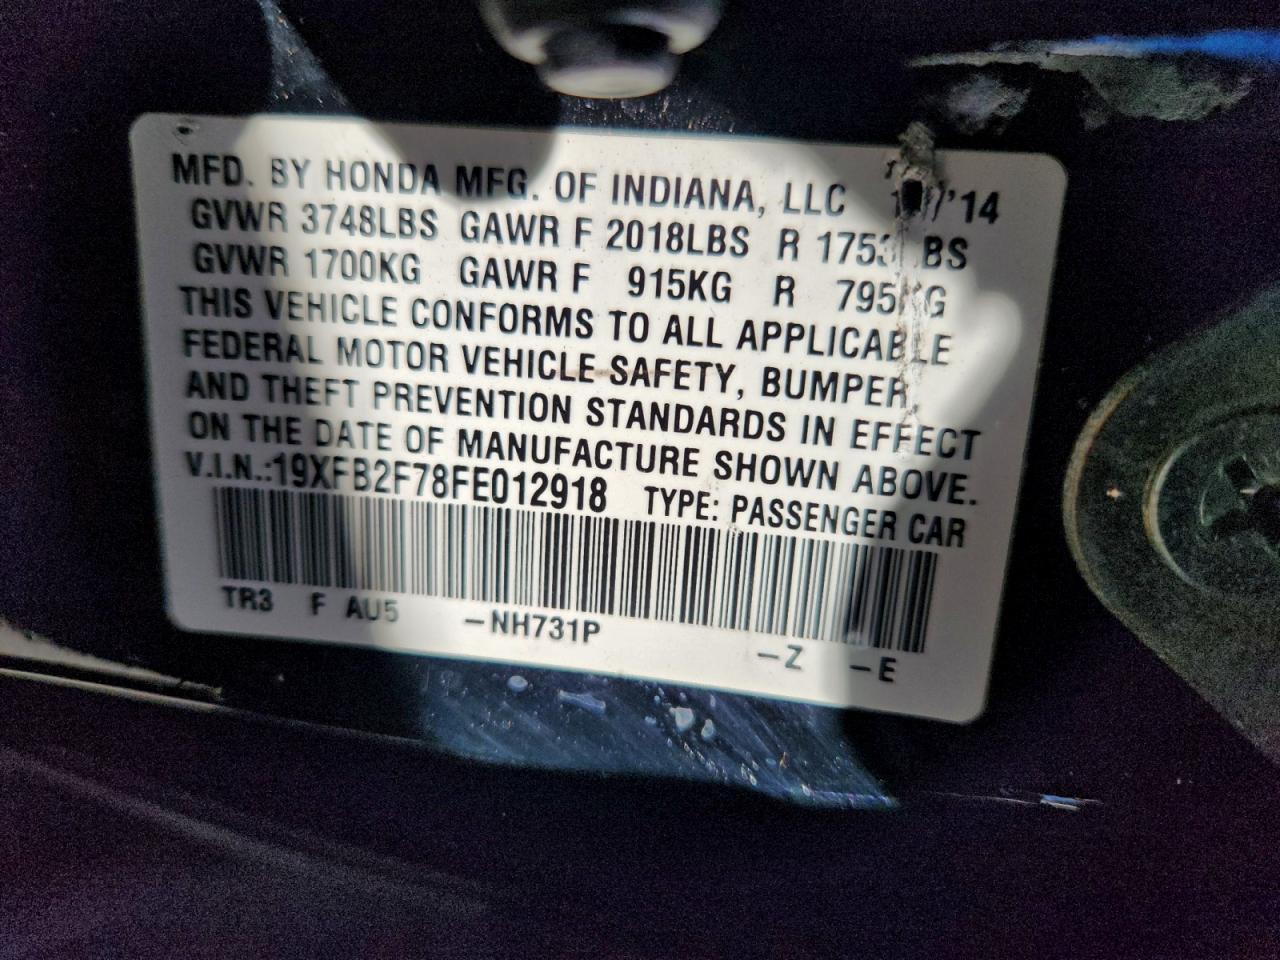 MFD. BY HONDA MFG. OF INDIANA, LLC '14
GVWR 3748LBS GAWR F 2018LBS R
GVWR 1700KG GAWR F 915KG R
THIS VEHICLE CONFORMS TO ALL APPLICABLE
FEDERAL MOTOR VEHICLE SAFETY, BUMPER
AND THEFT PREVENTION STANDARDS IN EFFECT
ON THE DATE OF MANUFACTURE SHOWN ABOVE.
V.I.N.:19XFB2F78FE012918 TYPE: PASSENGER CAR
TR3 F AU5 -NH731P -Z -E